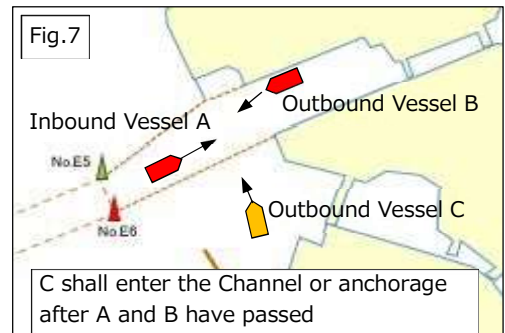 Fig.7
Outbound Vessel B
Inbound Vessel A
No.E5
Outbound Vessel C
No.E6
C shall enter the Channel or anchorage
after A and B have passed